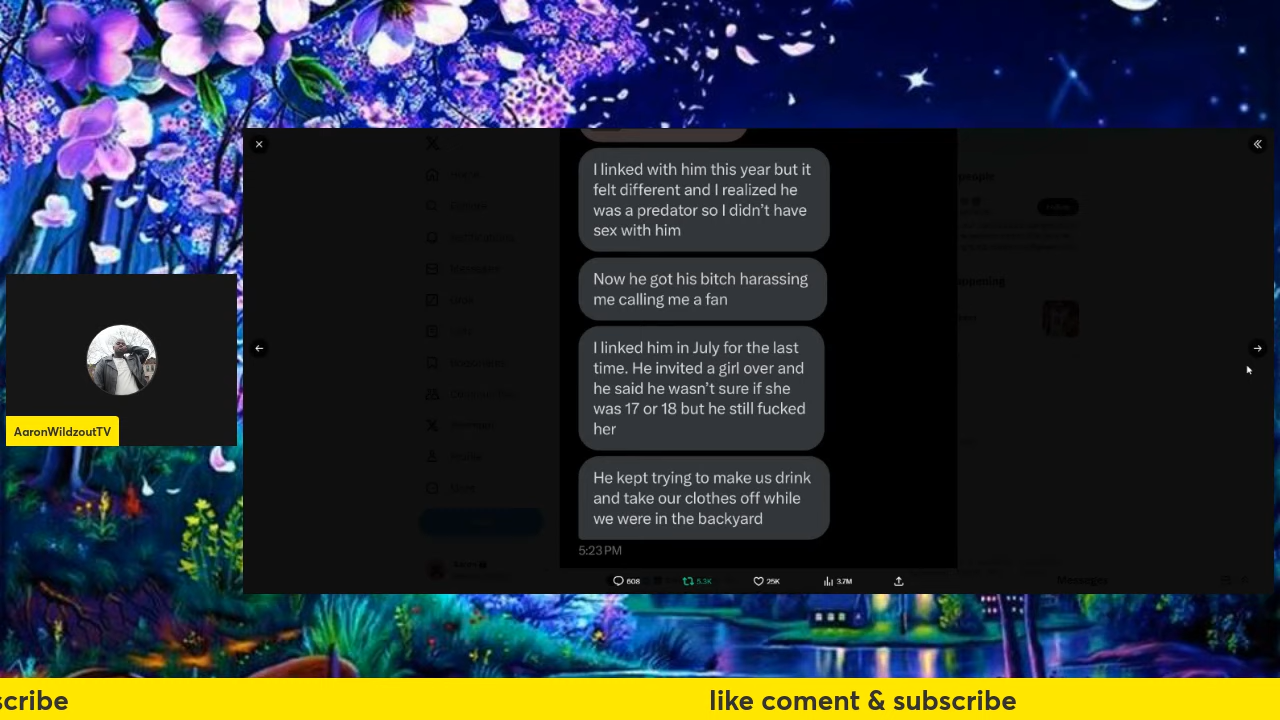 I linked with him this year but it
felt different and I realized he
was a predator so I didn't have
sex with him
Now he got his bitch harassing
me calling me a fan
I linked him in July for the last
time. He invited a girl over and
he said he wasn't sure if she
was 17 or 18 but he still fucked
her
He kept trying to make us drink
and take our clothes off while
we were in the backyard
5:23 PM
608 5.3K 25K 3.7M
Messages
AaronWildzoutTV
scribe
like coment & subscribe